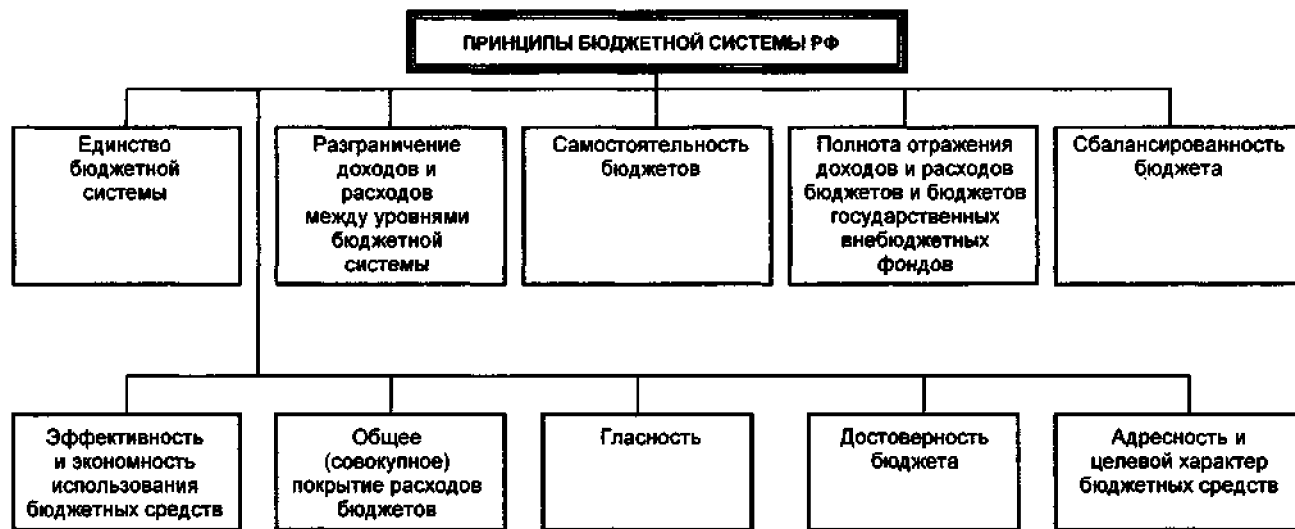 ПРИНЦИПЫ БЮДЖЕТНОЙ СИСТЕМЫ РФ
Единство
бюджетной
системы
Разграничение
доходов и
расходов
между уровнями
бюджетной
системы
Самостоятельность
бюджетов
Полнота отражения
доходов и расходов
бюджетов и бюджетов
государственных
внебюджетных
фондов
Сбалансированность
бюджета
Эффективность
и экономность
использования
бюджетных средств
Общее
(совокупное)
покрытие расходов
бюджетов
Гласность
Достоверность
бюджета
Адресность и
целевой характер
бюджетных средств